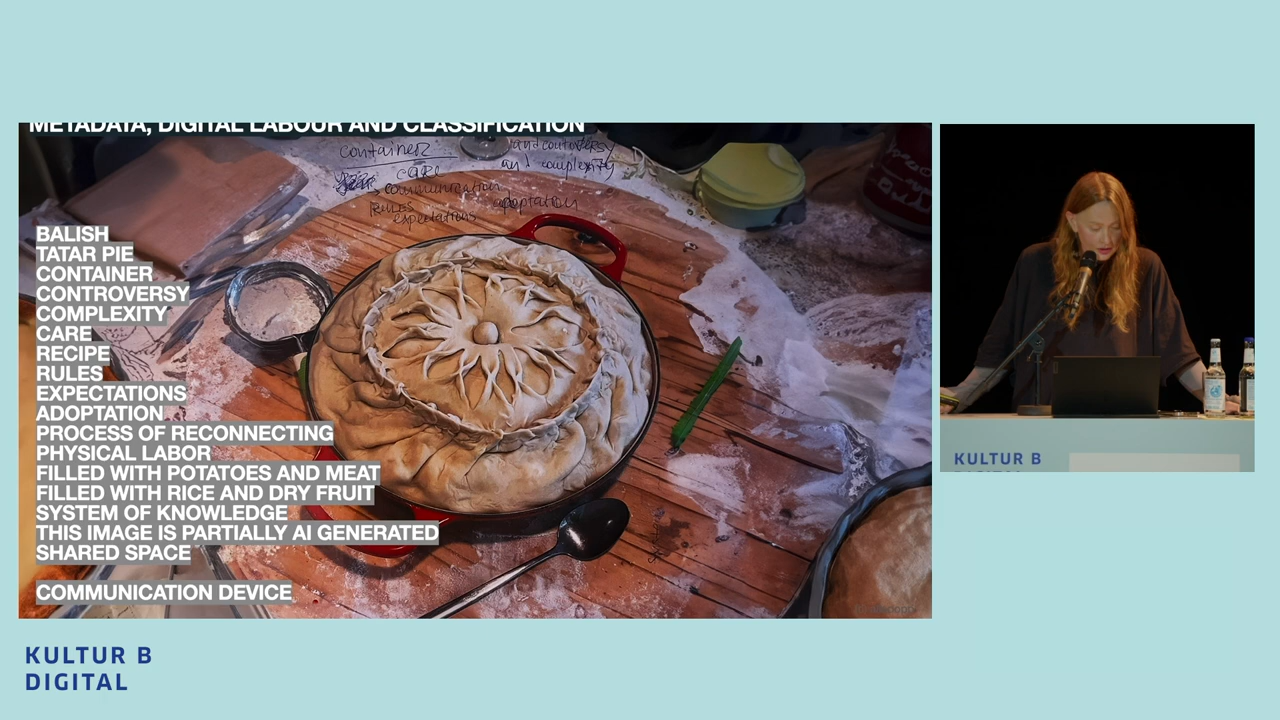 METADATA, DIGITAL LABOUR AND CLASSIFICATION
container
care
communication
rules
expectations
and controversy
and complexity
adaptation
BALISH
TATAR PIE
CONTAINER
CONTROVERSY
COMPLEXITY
CARE
RECIPE
RULES
EXPECTATIONS
ADOPTATION
PROCESS OF RECONNECTING
PHYSICAL LABOR
FILLED WITH POTATOES AND MEAT
FILLED WITH RICE AND DRY FRUIT
SYSTEM OF KNOWLEDGE
THIS IMAGE IS PARTIALLY AI GENERATED
SHARED SPACE
COMMUNICATION DEVICE
KULTUR B
KULTUR B
DIGITAL